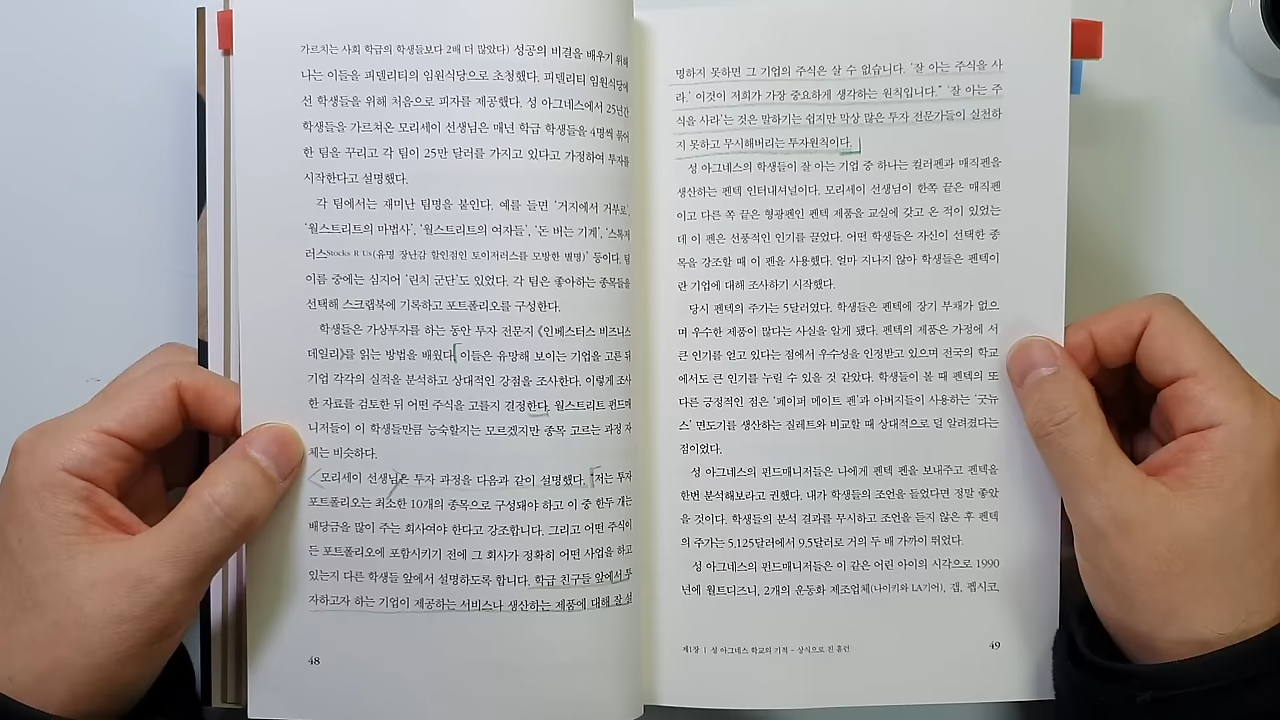 가르치는 사회 학급의 학생들보다 2배 더 많았다) 성공의 비결을 배우기 위해
나는 이들을 피델리티의 임원식당으로 초청했다. 피델리티 임원식당에
선 학생들을 위해 처음으로 피자를 제공했다. 성 아그네스에서 25년간
학생들을 가르쳐온 모리세이 선생님은 매년 학급 학생들을 4명씩 묶어
한 팀을 꾸리고 각 팀이 25만 달러를 가지고 있다고 가정하여 투자를
시작한다고 설명했다.
각 팀에서는 재미난 팀명을 붙인다. 예를 들면 '거지에서 거부로',
'월스트리트의 마법사', '월스트리트의 여자들', '돈 버는 기계', '스톡저
러스Stocks R Us(유명 장난감 할인점인 토이저러스를 모방한 별명)' 등이다. 팀
이름 중에는 심지어 '린치 군단'도 있었다. 각 팀은 좋아하는 종목들을
선택해 스크랩북에 기록하고 포트폴리오를 구성한다.
학생들은 가상투자를 하는 동안 투자 전문지 《인베스터스 비즈니스
데일리》를 읽는 방법을 배웠다. 이들은 유망해 보이는 기업을 고른 뒤
기업 각각의 실적을 분석하고 상대적인 강점을 조사한다. 이렇게 조사
한 자료를 검토한 뒤 어떤 주식을 고를지 결정한다. 월스트리트 펀드매
니저들이 이 학생들만큼 능숙할지는 모르겠지만 종목 고르는 과정 자
체는 비슷하다.
모리세이 선생님은 투자 과정을 다음과 같이 설명했다. "저는 투자
포트폴리오는 최소한 10개의 종목으로 구성돼야 하고 이 중 한두 개는
배당금을 많이 주는 회사여야 한다고 강조합니다. 그리고 어떤 주식이
든 포트폴리오에 포함시키기 전에 그 회사가 정확히 어떤 사업을 하고
있는지 다른 학생들 앞에서 설명하도록 합니다. 학급 친구들 앞에서 투
자하고자 하는 기업이 제공하는 서비스나 생산하는 제품에 대해 잘 설
48
명하지 못하면 그 기업의 주식은 살 수 없습니다. '잘 아는 주식을 사
라.' 이것이 저희가 가장 중요하게 생각하는 원칙입니다." '잘 아는 주
식을 사라'는 것은 말하기는 쉽지만 막상 많은 투자 전문가들이 실천하
지 못하고 무시해버리는 투자원칙이다.
성 아그네스의 학생들이 잘 아는 기업 중 하나는 컬러펜과 매직펜을
생산하는 펜텍 인터내셔널이다. 모리세이 선생님이 한쪽 끝은 매직펜
이고 다른 쪽 끝은 형광펜인 펜텍 제품을 교실에 갖고 온 적이 있었는
데 이 펜은 선풍적인 인기를 끌었다. 어떤 학생들은 자신이 선택한 종
목을 강조할 때 이 펜을 사용했다. 얼마 지나지 않아 학생들은 펜텍이
란 기업에 대해 조사하기 시작했다.
당시 펜텍의 주가는 5달러였다. 학생들은 펜텍에 장기 부채가 없으
며 우수한 제품이 많다는 사실을 알게 됐다. 펜텍의 제품은 가정에서
큰 인기를 얻고 있다는 점에서 우수성을 인정받고 있으며 전국의 학교
에서도 큰 인기를 누릴 수 있을 것 같았다. 학생들이 볼 때 펜텍의 또
다른 긍정적인 점은 '페이퍼 메이트 펜'과 아버지들이 사용하는 '굿뉴
스' 면도기를 생산하는 질레트와 비교할 때 상대적으로 덜 알려졌다는
점이었다.
성 아그네스의 펀드매니저들은 나에게 펜텍 펜을 보내주고 펜텍을
한번 분석해보라고 권했다. 내가 학생들의 조언을 들었다면 정말 좋았
을 것이다. 학생들의 분석 결과를 무시하고 조언을 듣지 않은 후 펜텍
의 주가는 5.125달러에서 9.5달러로 거의 두 배 가까이 뛰었다.
성 아그네스의 펀드매니저들은 이 같은 어린 아이의 시각으로 1990
년에 월트디즈니, 2개의 운동화 제조업체(나이키와 LA기어), 갭, 펩시코,
제1장 | 성 아그네스 학교의 기적 - 상식으로 진 흙런
49